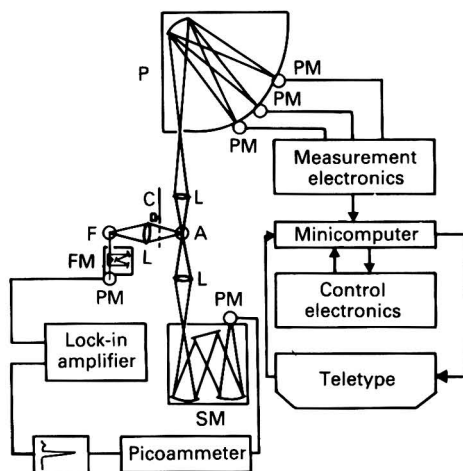 P
PM
PM
PM
Measurement
electronics
C
L
F
A
Minicomputer
FM
L
L
PM
PM
Control
electronics
Lock-in
amplifier
Teletype
SM
Picoammeter